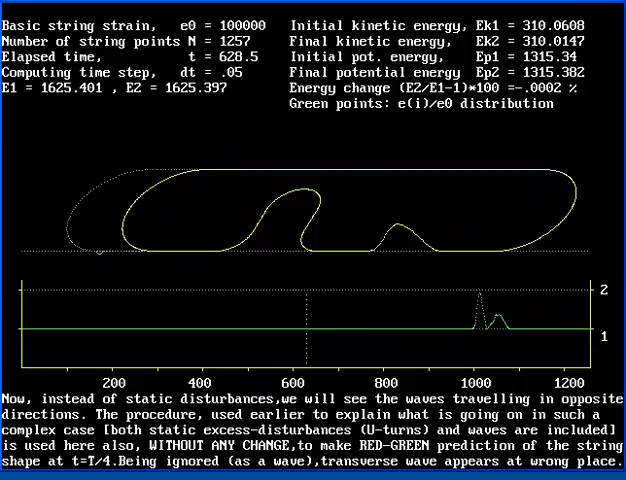 Basic string strain,   e0 = 100000   Initial kinetic energy, Ek1 = 310.0608
Number of string points N = 1257   Final kinetic energy,   Ek2 = 310.0147
Elapsed time,   t = 628.5   Initial pot. energy,   Ep1 = 1315.34
Computing time step,   dt = .05   Final potential energy   Ep2 = 1315.382
E1 = 1625.401 , E2 = 1625.397   Energy change (E2/E1-1)*100 =-.0002 %
Green points: e(i)/e0 distribution
2
1
200   400   600   800   1000   1200
Now, instead of static disturbances,we will see the waves travelling in opposite
directions. The procedure, used earlier to explain what is going on in such a
complex case [both static excess-disturbances (U-turns) and waves are included]
is used here also, WITHOUT ANY CHANGE,to make RED-GREEN prediction of the string
shape at t=T/4.Being ignored (as a wave),transverse wave appears at wrong place.